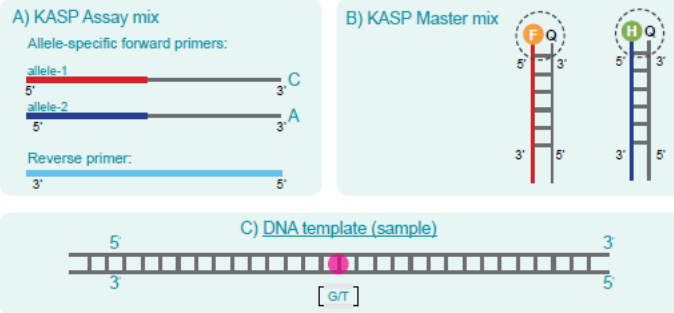 A) KASP Assay mix
Allele-specific forward primers:
allele-1
C
5' 3'
allele-2
A
5' 3'
Reverse primer:
3' 5'
B) KASP Master mix
F Q
H Q
5' 3'
5' 3'
3' 5'
3' 5'
C) DNA template (sample)
5' 3'
3' 5'
[G/T]